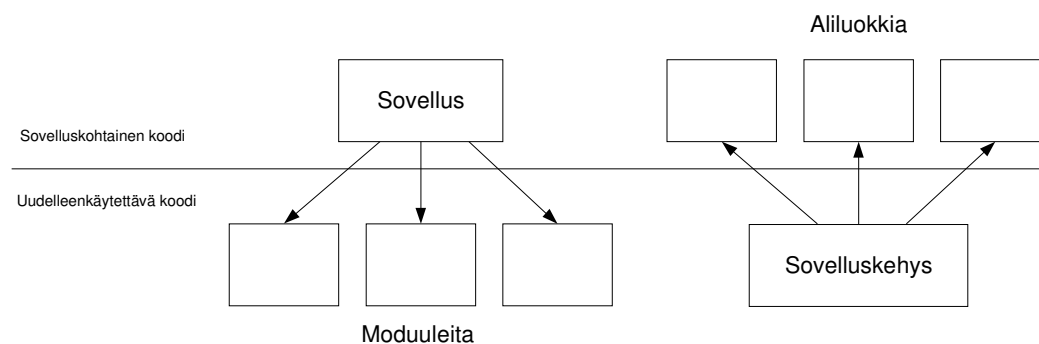 Aliluokkia
Sovellus
Sovelluskohtainen koodi
Uudelleenkäytettävä koodi
Sovelluskehys
Moduuleita